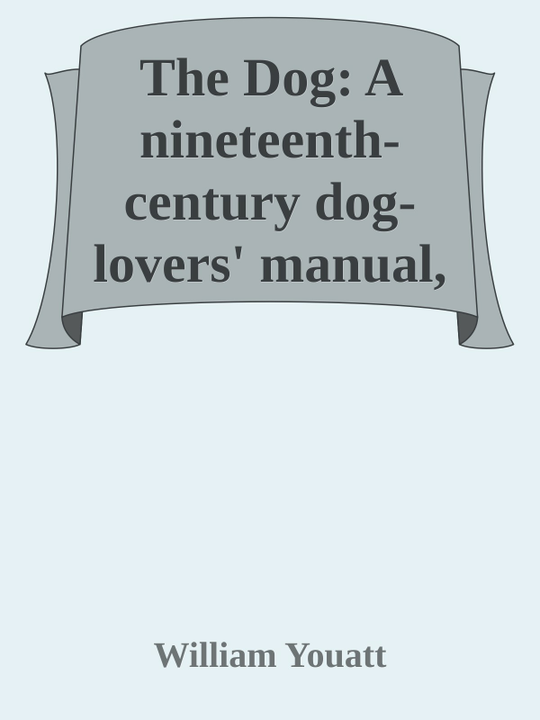 The Dog: A
nineteenth-
century dog-
lovers' manual,
William Youatt